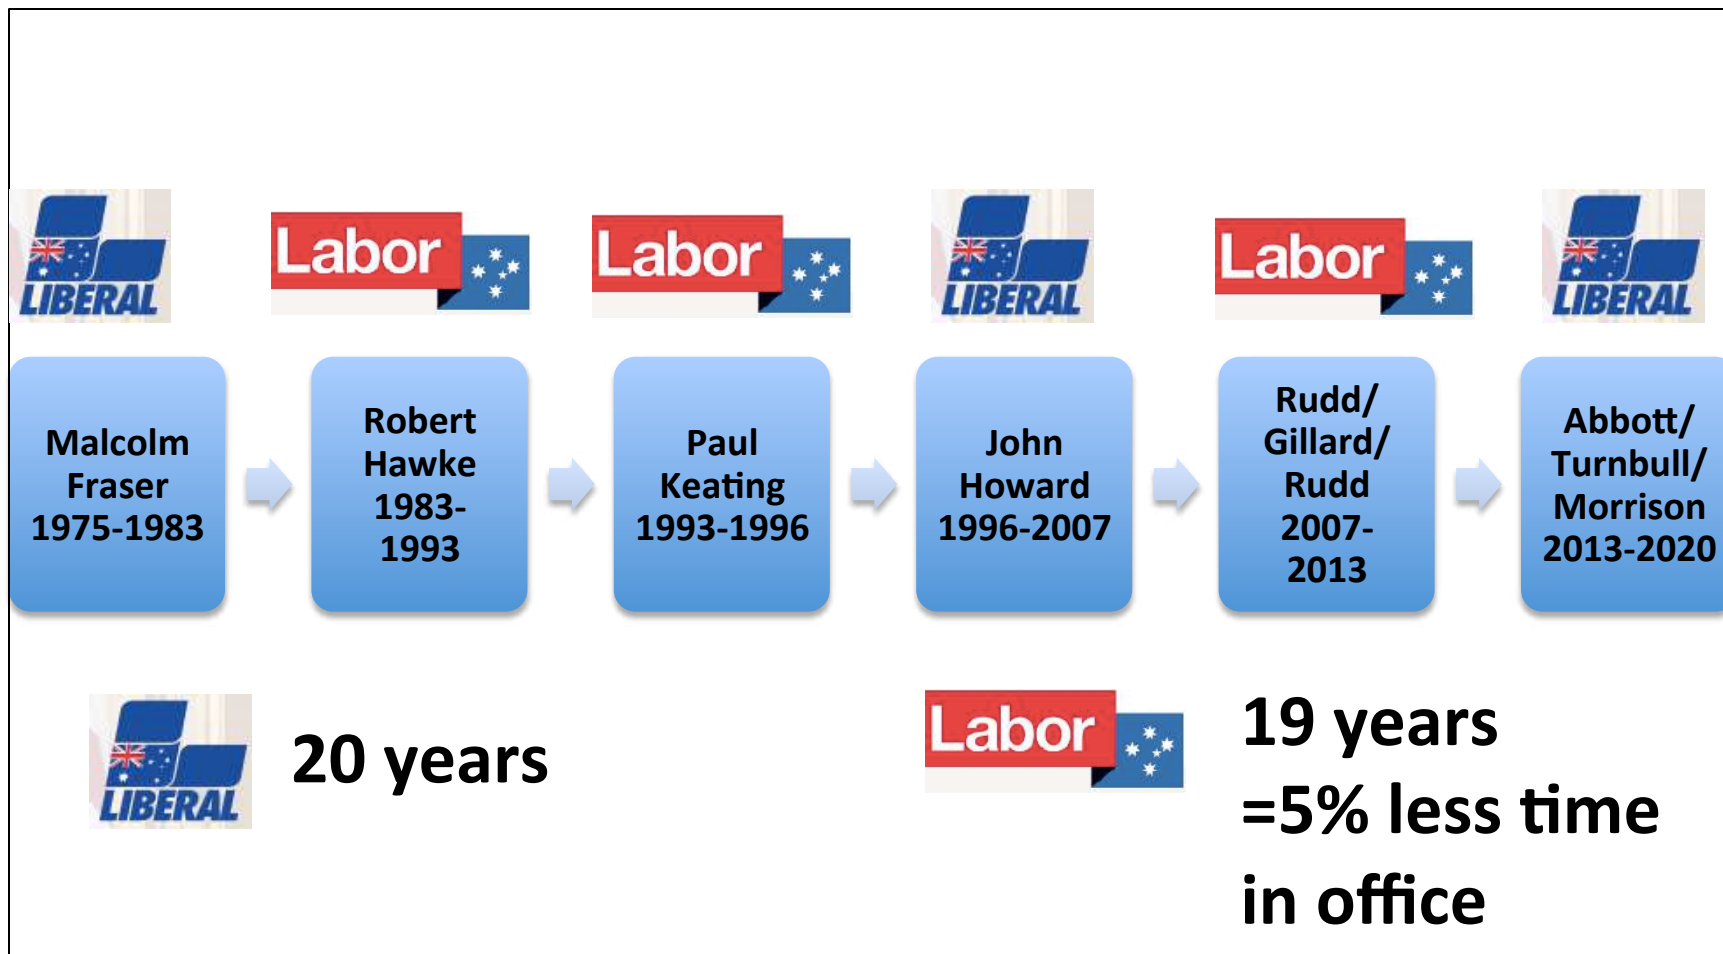 LIBERAL
Labor
Labor
LIBERAL
Labor
LIBERAL
Malcolm
Fraser
1975-1983
Robert
Hawke
1983-
1993
Paul
Keating
1993-1996
John
Howard
1996-2007
Rudd/
Gillard/
Rudd
2007-
2013
Abbott/
Turnbull/
Morrison
2013-2020
LIBERAL
20 years
Labor
19 years
=5% less time
in office